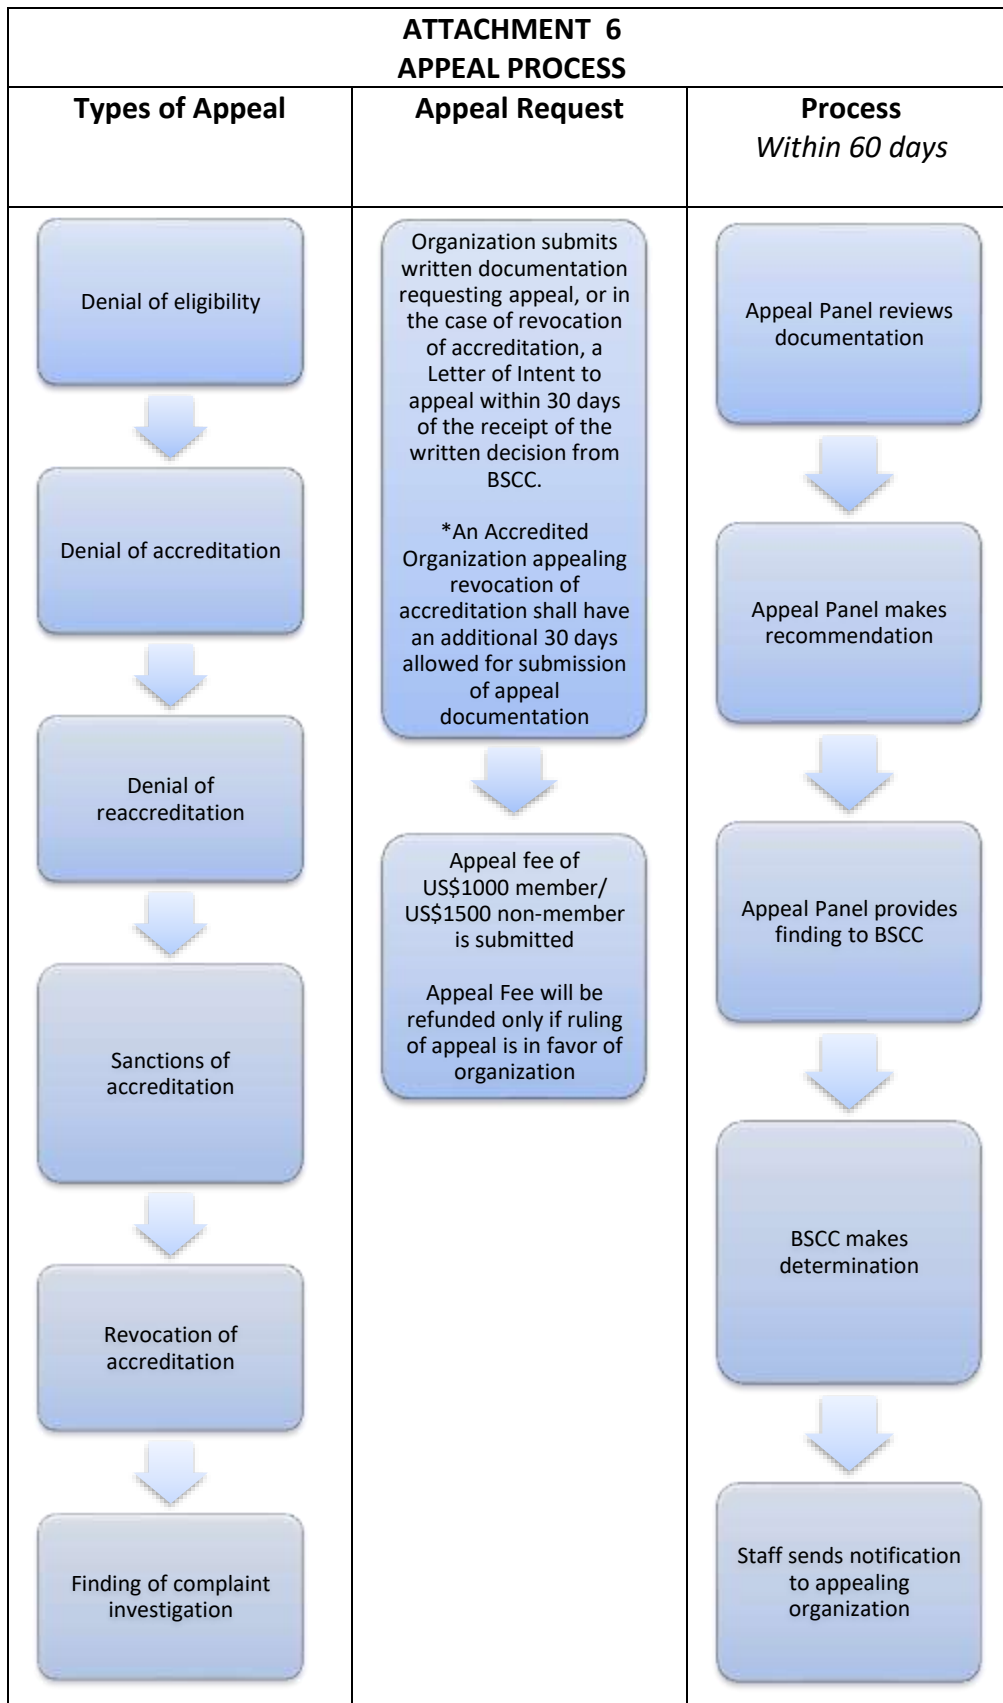 ATTACHMENT 6
APPEAL PROCESS
Types of Appeal
Appeal Request
Process
Within 60 days
Denial of eligibility
Denial of accreditation
Denial of
reaccreditation
Sanctions of
accreditation
Revocation of
accreditation
Finding of complaint
investigation
Organization submits
written documentation
requesting appeal, or in
the case of revocation
of accreditation, a
Letter of Intent to
appeal within 30 days
of the receipt of the
written decision from
BSCC.
*An Accredited
Organization appealing
revocation of
accreditation shall have
an additional 30 days
allowed for submission
of appeal
documentation
Appeal fee of
US$1000 member/
US$1500 non-member
is submitted
Appeal Fee will be
refunded only if ruling
of appeal is in favor of
organization
Appeal Panel reviews
documentation
Appeal Panel makes
recommendation
Appeal Panel provides
finding to BSCC
BSCC makes
determination
Staff sends notification
to appealing
organization